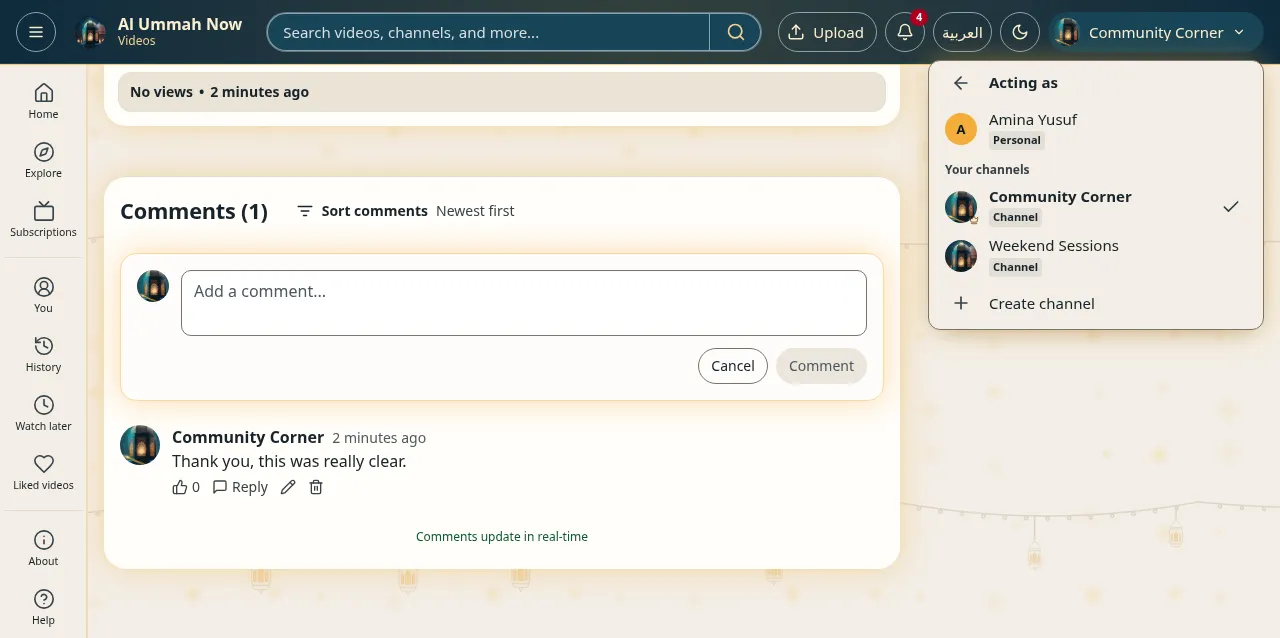 Al Ummah Now
Videos
Search videos, channels, and more...
Upload
4
العربية
Community Corner
Home
Explore
Subscriptions
You
History
Watch later
Liked videos
About
Help
No views • 2 minutes ago
Comments (1)
Sort comments Newest first
Add a comment...
Cancel
Comment
Community Corner 2 minutes ago
Thank you, this was really clear.
0 Reply
Comments update in real-time
Acting as
A
Amina Yusuf
Personal
Your channels
Community Corner
Channel
Weekend Sessions
Channel
Create channel